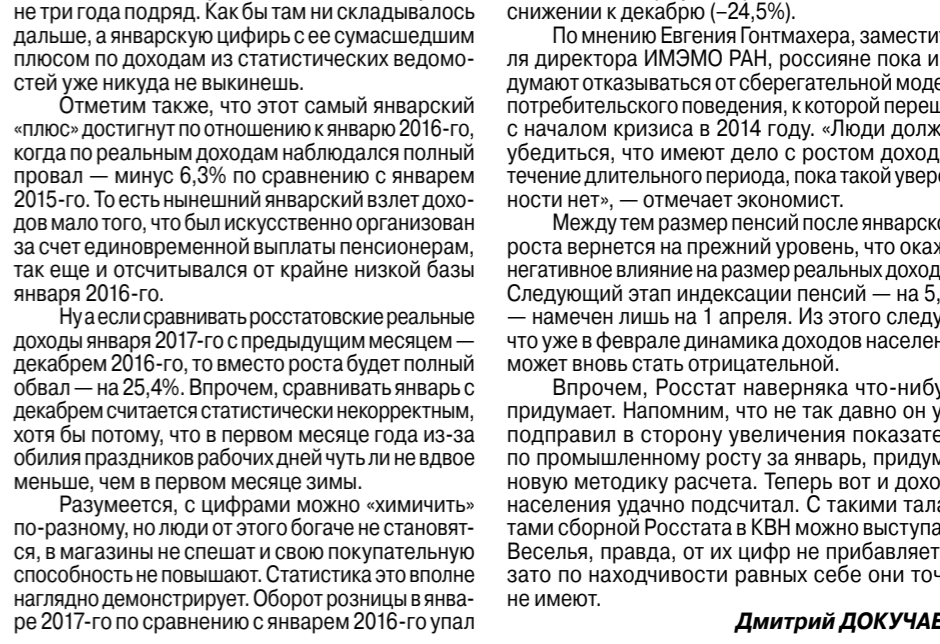 не три года подряд. Как бы там ни складывалось
дальше, а январскую цифирь с ее сумасшедшим
плюсом по доходам из статистических ведомо-
стей уже никуда не выкинешь.
Отметим также, что этот самый январский
«плюс» достигнут по отношению к январю 2016-го,
когда по реальным доходам наблюдался полный
провал — минус 6,3% по сравнению с январем
2015-го. То есть нынешний январский взлет дохо-
дов мало того, что был искусственно организован
за счет единовременной выплаты пенсионерам,
так еще и отсчитывался от крайне низкой базы
января 2016-го.
Ну а если сравнивать росстатовские реальные
доходы января 2017-го с предыдущим месяцем —
декабрем 2016-го, то вместо роста будет полный
обвал — на 25,4%. Впрочем, сравнивать январь с
декабрем считается статистически некорректным,
хотя бы потому, что в первом месяце года из-за
обилия праздников рабочих дней чуть ли не вдвое
меньше, чем в первом месяце зимы.
Разумеется, с цифрами можно «химичить»
по-разному, но люди от этого богаче не становят-
ся, в магазины не спешат и свою покупательную
способность не повышают. Статистика это вполне
наглядно демонстрирует. Оборот розницы в янва-
ре 2017-го по сравнению с январем 2016-го упал
снижении к декабрю (–24,5%).
По мнению Евгения Гонтмахера, заместит
ля директора ИМЭМО РАН, россияне пока
думают отказываться от сберегательной моде
потребительского поведения, к которой переш
с началом кризиса в 2014 году. «Люди долж
убедиться, что имеют дело с ростом доход
течение длительного периода, пока такой увер
ности нет», — отмечает экономист.
Между тем размер пенсий после январско
роста вернется на прежний уровень, что окаж
негативное влияние на размер реальных доход
Следующий этап индексации пенсий — на 5,
— намечен лишь на 1 апреля. Из этого следу
что уже в феврале динамика доходов населен
может вновь стать отрицательной.
Впрочем, Росстат наверняка что-нибу
придумает. Напомним, что не так давно он у
подправил в сторону увеличения показате
по промышленному росту за январь, придум
новую методику расчета. Теперь вот и дохо
населения удачно подсчитал. С такими тала
тами сборной Росстата в КВН можно выступа
Веселья, правда, от их цифр не прибавляет
зато по находчивости равных себе они точ
не имеют.
Дмитрий ДОКУЧАЕ